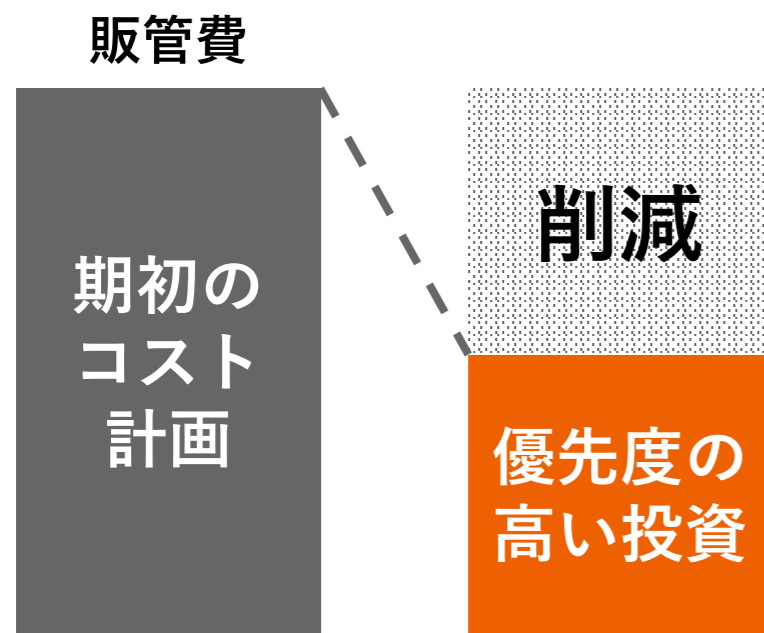 販管費
期初の
コスト
計画
削減
優先度の
高い投資